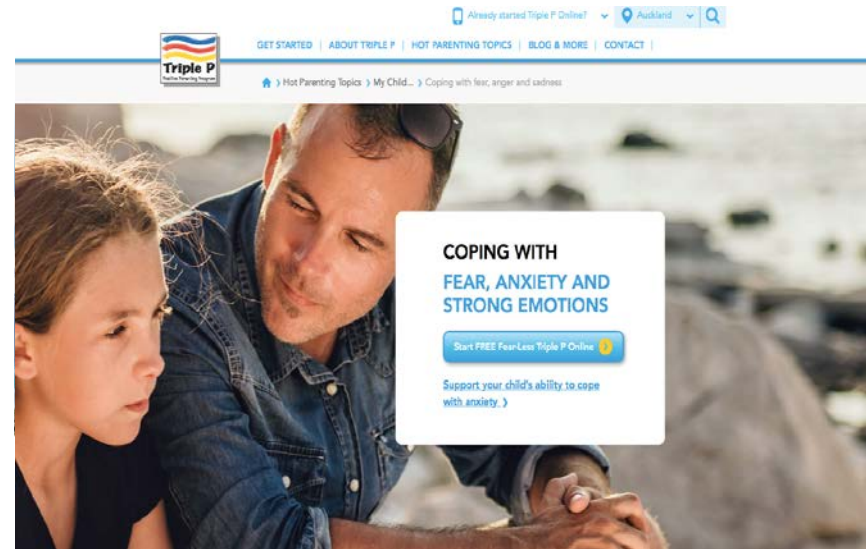 Already started Triple P Online?
Auckland
GET STARTED | ABOUT TRIPLE P | HOT PARENTING TOPICS | BLOG & MORE | CONTACT |
Triple P
Positive Parenting Program
Hot Parenting Topics > My Child... > Coping with fear, anger and sadness
COPING WITH
FEAR, ANXIETY AND
STRONG EMOTIONS
Start FREE Fear-Less Triple P Online
Support your child's ability to cope
with anxiety >